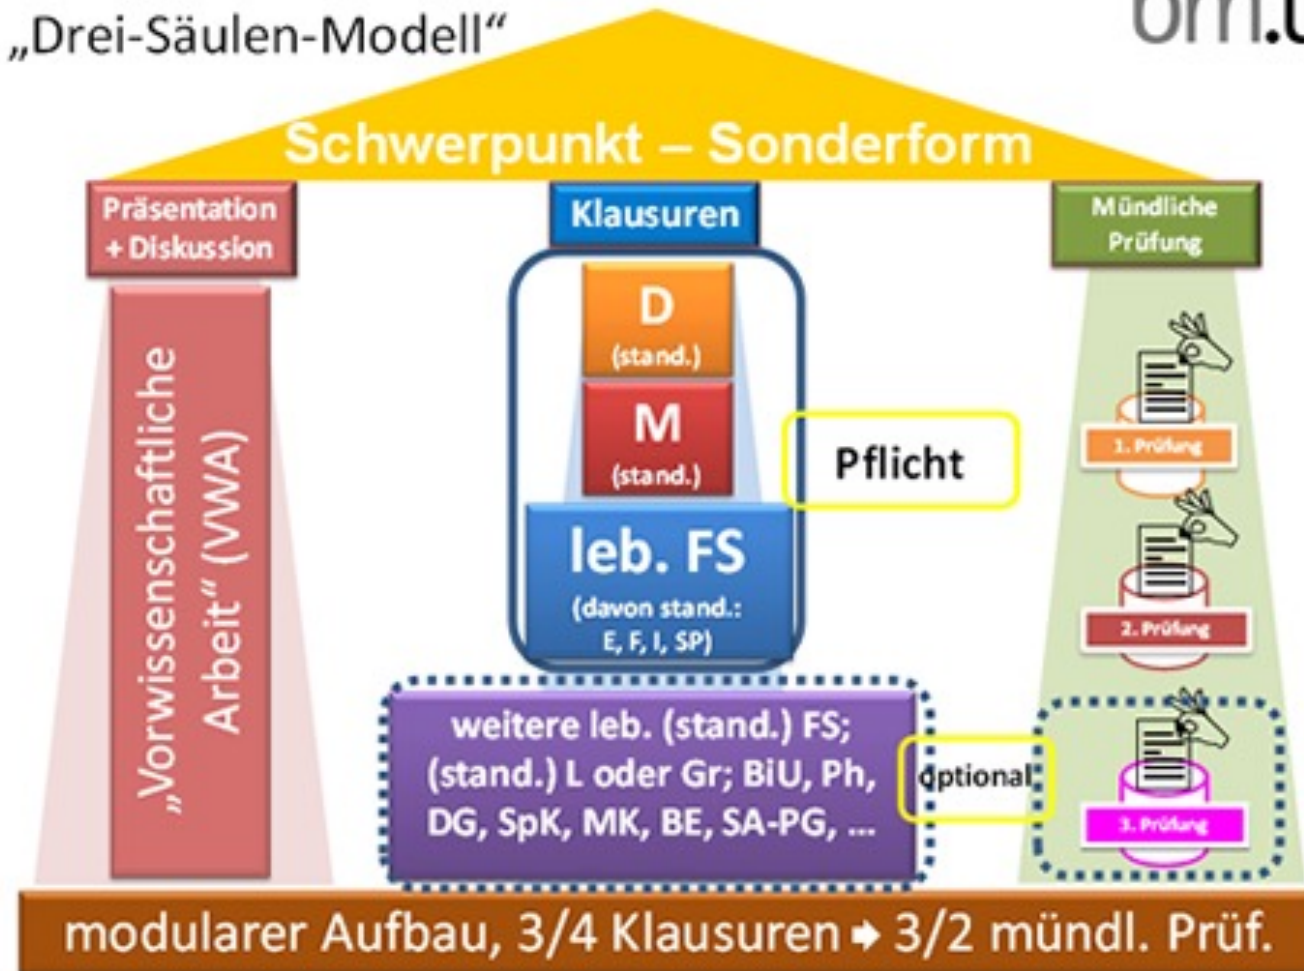 „Drei-Säulen-Modell“
bm.u
Schwerpunkt – Sonderform
Präsentation
+ Diskussion
Klausuren
Mündliche
Prüfung
„Vorwissenschaftliche
Arbeit“ (VWA)
D
(stand.)
M
(stand.)
leb. FS
(davon stand.:
E, F, I, SP)
Pflicht
weitere leb. (stand.) FS;
(stand.) L oder Gr; BiU, Ph,
DG, SpK, MK, BE, SA-PG, ...
optional
1. Prüfung
2. Prüfung
3. Prüfung
modularer Aufbau, 3/4 Klausuren ➧ 3/2 mündl. Prüf.